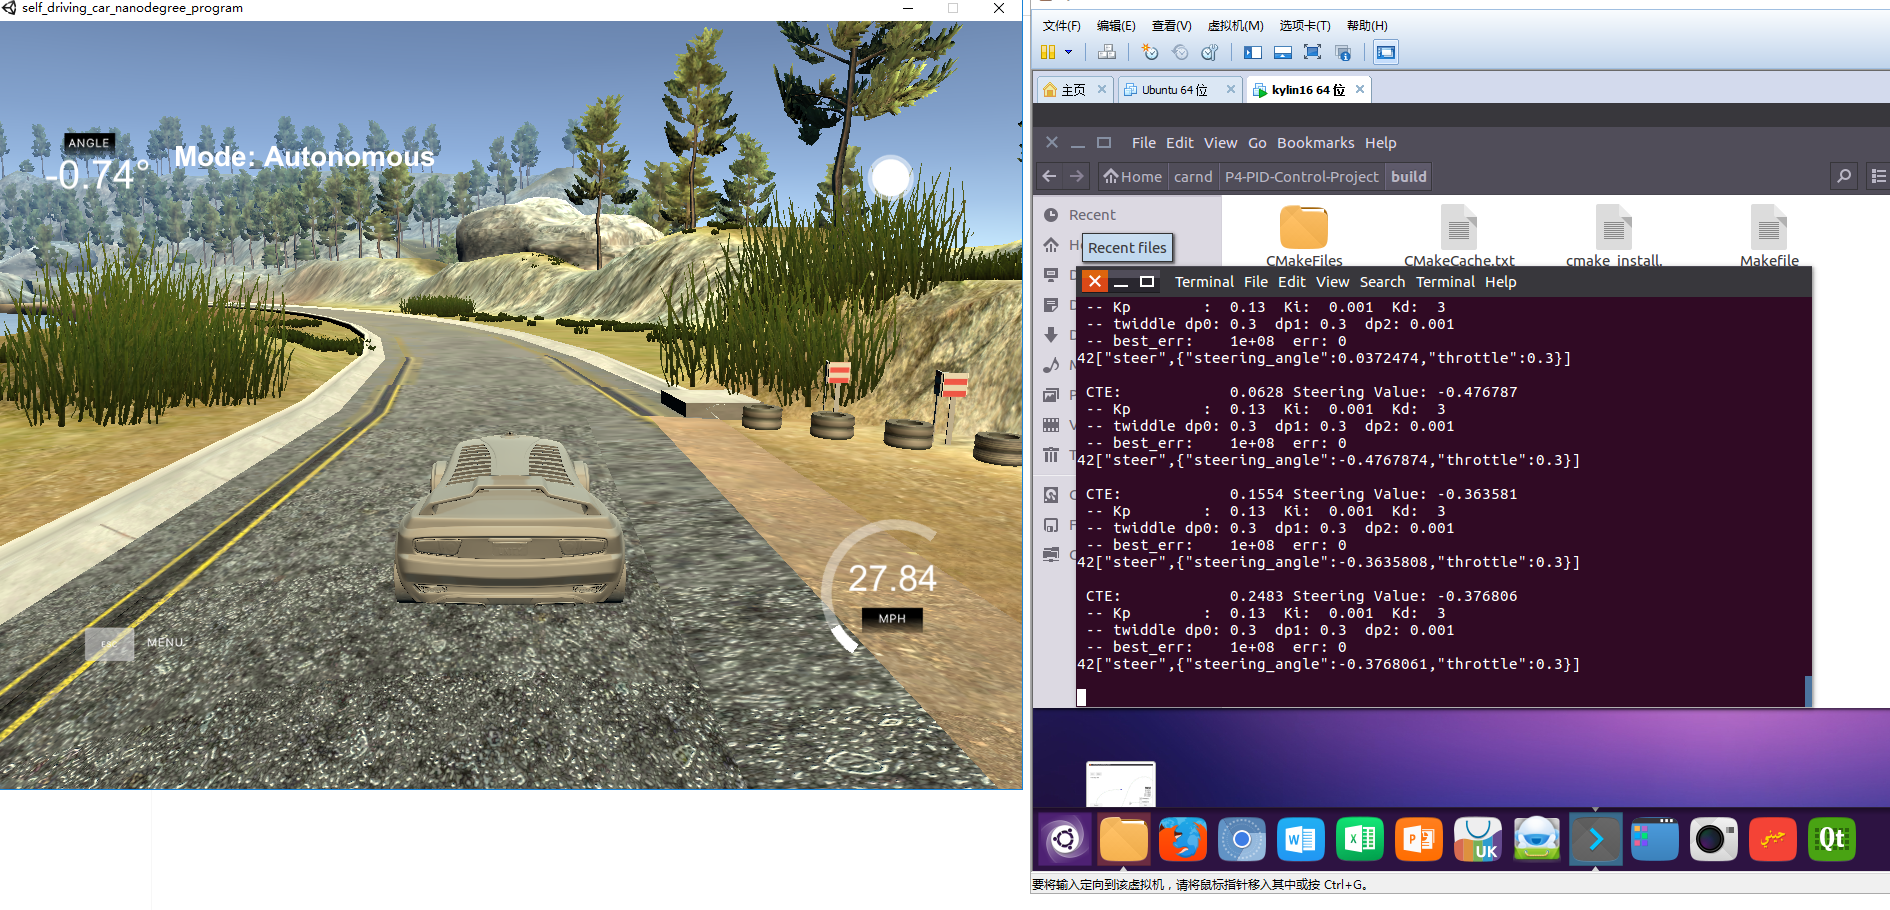 self_driving_car_nanodegree_program
ANGLE
-0.74°
Mode: Autonomous
27.84
MPH
ESC
MENU
文件(F) 编辑(E) 查看(V) 虚拟机(M) 选项卡(T) 帮助(H)
主页 Ubuntu 64 位 kylin16 64 位
File Edit View Go Bookmarks Help
Home carnd P4-PID-Control-Project build
Recent
Recent files
CMakeFiles CMakeCache.txt cmake_install. Makefile
Terminal File Edit View Search Terminal Help
-- Kp : 0.13 Ki: 0.001 Kd: 3
-- twiddle dp0: 0.3 dp1: 0.3 dp2: 0.001
-- best_err: 1e+08 err: 0
42["steer",{"steering_angle":0.0372474,"throttle":0.3}]
CTE: 0.0628 Steering Value: -0.476787
-- Kp : 0.13 Ki: 0.001 Kd: 3
-- twiddle dp0: 0.3 dp1: 0.3 dp2: 0.001
-- best_err: 1e+08 err: 0
42["steer",{"steering_angle":-0.4767874,"throttle":0.3}]
CTE: 0.1554 Steering Value: -0.363581
-- Kp : 0.13 Ki: 0.001 Kd: 3
-- twiddle dp0: 0.3 dp1: 0.3 dp2: 0.001
-- best_err: 1e+08 err: 0
42["steer",{"steering_angle":-0.3635808,"throttle":0.3}]
CTE: 0.2483 Steering Value: -0.376806
-- Kp : 0.13 Ki: 0.001 Kd: 3
-- twiddle dp0: 0.3 dp1: 0.3 dp2: 0.001
-- best_err: 1e+08 err: 0
42["steer",{"steering_angle":-0.3768061,"throttle":0.3}]
W X P UK جيني Qt
要将输入定向到该虚拟机，请将鼠标指针移入其中或按 Ctrl+G。